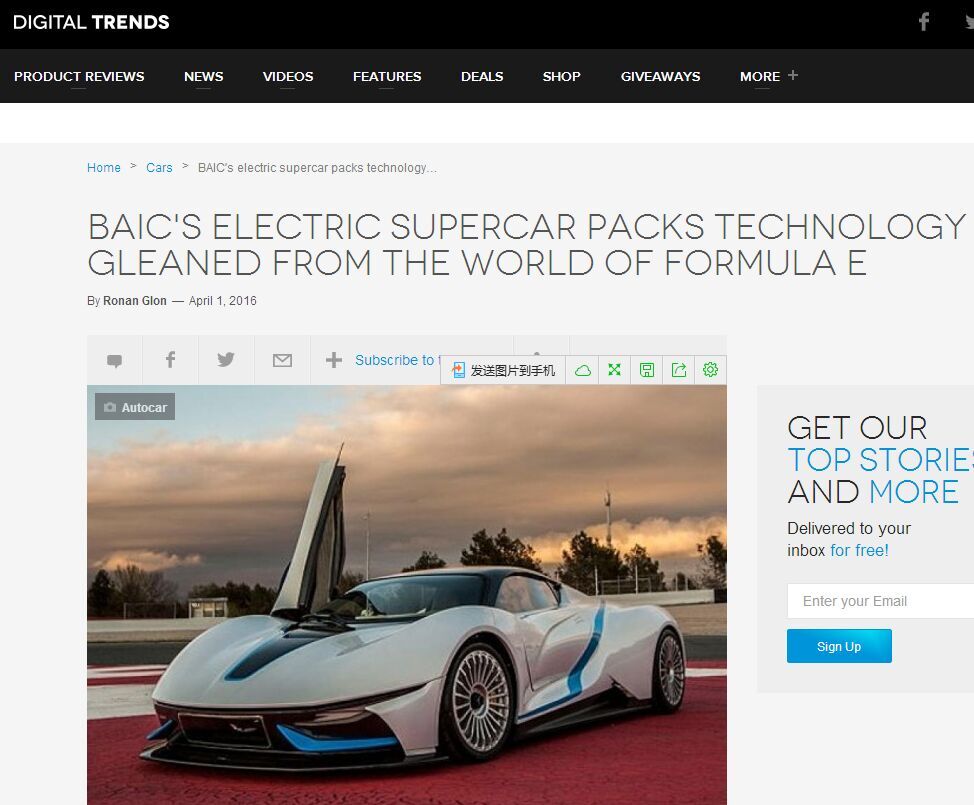 DIGITAL TRENDS
PRODUCT REVIEWS NEWS VIDEOS FEATURES DEALS SHOP GIVEAWAYS MORE +
Home > Cars > BAIC's electric supercar packs technology...
BAIC'S ELECTRIC SUPERCAR PACKS TECHNOLOGY
GLEANED FROM THE WORLD OF FORMULA E
By Ronan Glon — April 1, 2016
Subscribe to
发送图片到手机
Autocar
GET OUR
TOP STORIES
AND MORE
Delivered to your
inbox for free!
Enter your Email
Sign Up